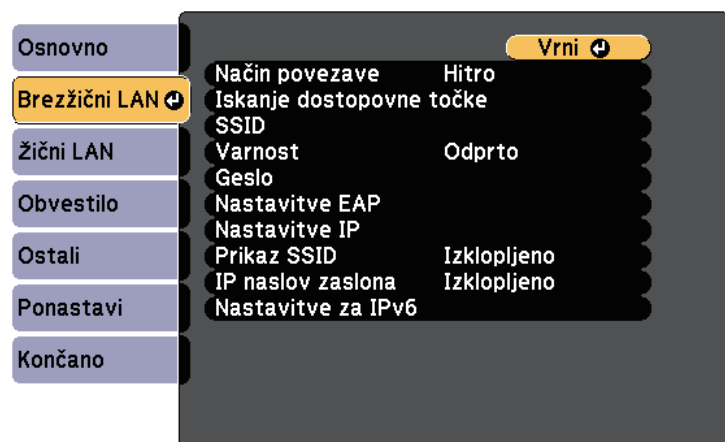 Osnovno
Brezžični LAN
Žični LAN
Obvestilo
Ostali
Ponastavi
Končano
Vrni
Način povezave Hitro
Iskanje dostopovne točke
SSID
Varnost Odprto
Geslo
Nastavitve EAP
Nastavitve IP
Prikaz SSID Izklopljeno
IP naslov zaslona Izklopljeno
Nastavitve za IPv6